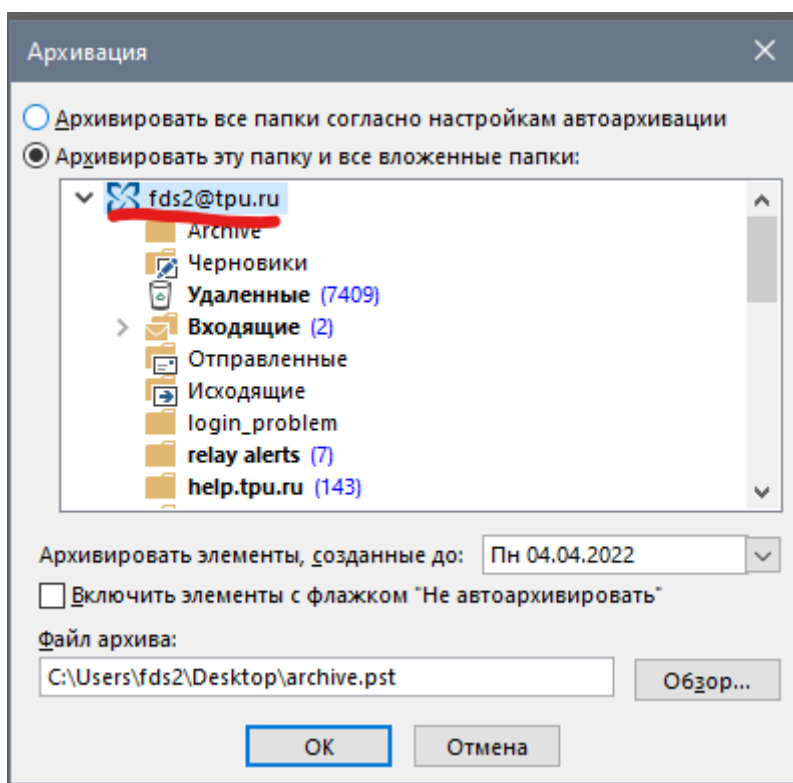 Архивация
Архивировать все папки согласно настройкам автоархивации
Архивировать эту папку и все вложенные папки:
fds2@tpu.ru
Archive
Черновики
Удаленные (7409)
Входящие (2)
Отправленные
Исходящие
login_problem
relay alerts (7)
help.tpu.ru (143)
Архивировать элементы, созданные до: Пн 04.04.2022
Включить элементы с флажком "Не автоархивировать"
Файл архива:
C:\Users\fds2\Desktop\archive.pst Обзор...
ОК Отмена